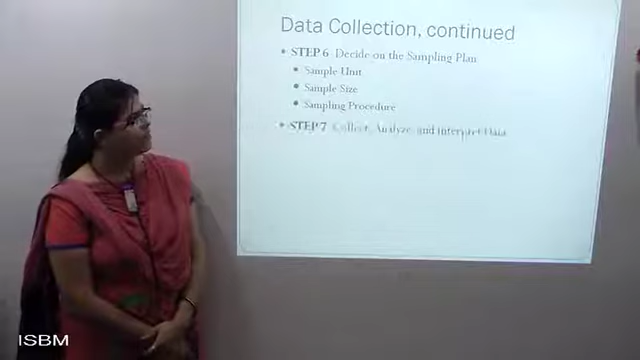 Data Collection, continued
• STEP 6 Decide on the Sampling Plan
• Sample Unit
• Sample Size
• Sampling Procedure
• STEP 7 Collect, Analyze, and interpret Data
ISBM